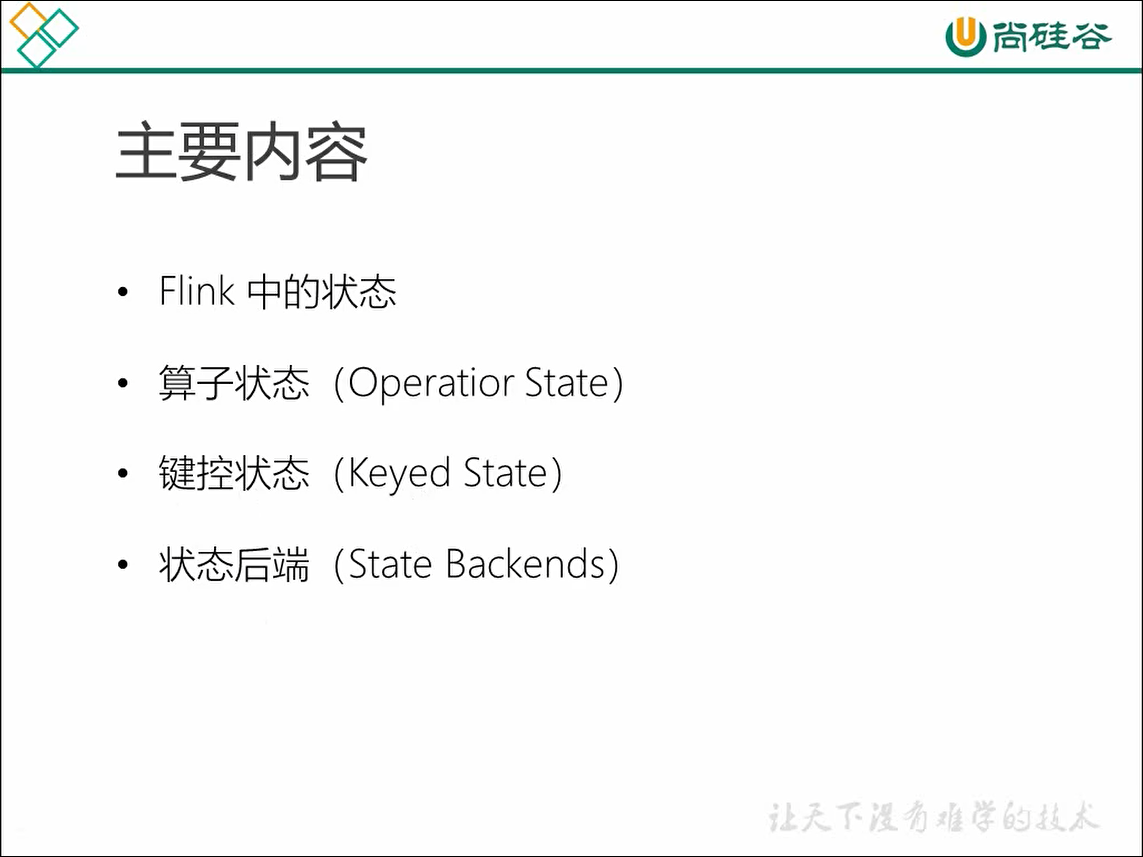 尚硅谷
主要内容
• Flink 中的状态
• 算子状态（Operatior State）
• 键控状态（Keyed State）
• 状态后端（State Backends）
让天下没有难学的技术